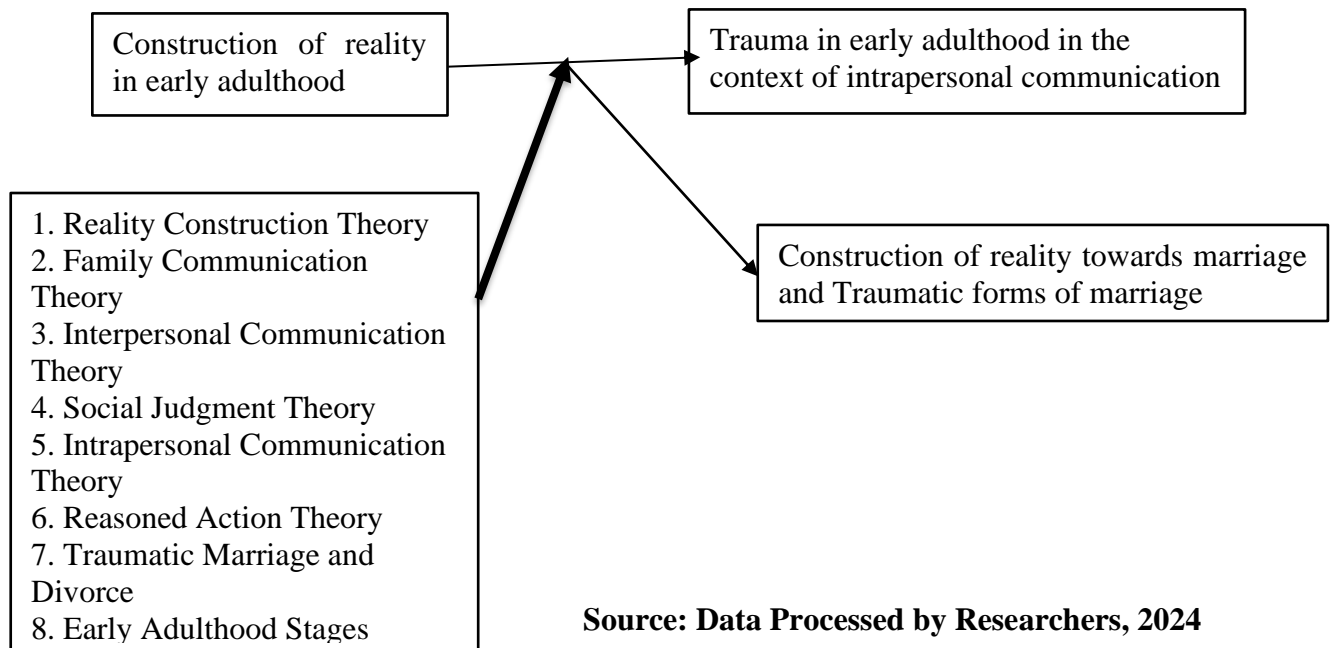 Construction of reality
in early adulthood
Trauma in early adulthood in the
context of intrapersonal communication
1. Reality Construction Theory
2. Family Communication
Theory
3. Interpersonal Communication
Theory
4. Social Judgment Theory
5. Intrapersonal Communication
Theory
6. Reasoned Action Theory
7. Traumatic Marriage and
Divorce
8. Early Adulthood Stages
Construction of reality towards marriage
and Traumatic forms of marriage
Source: Data Processed by Researchers, 2024